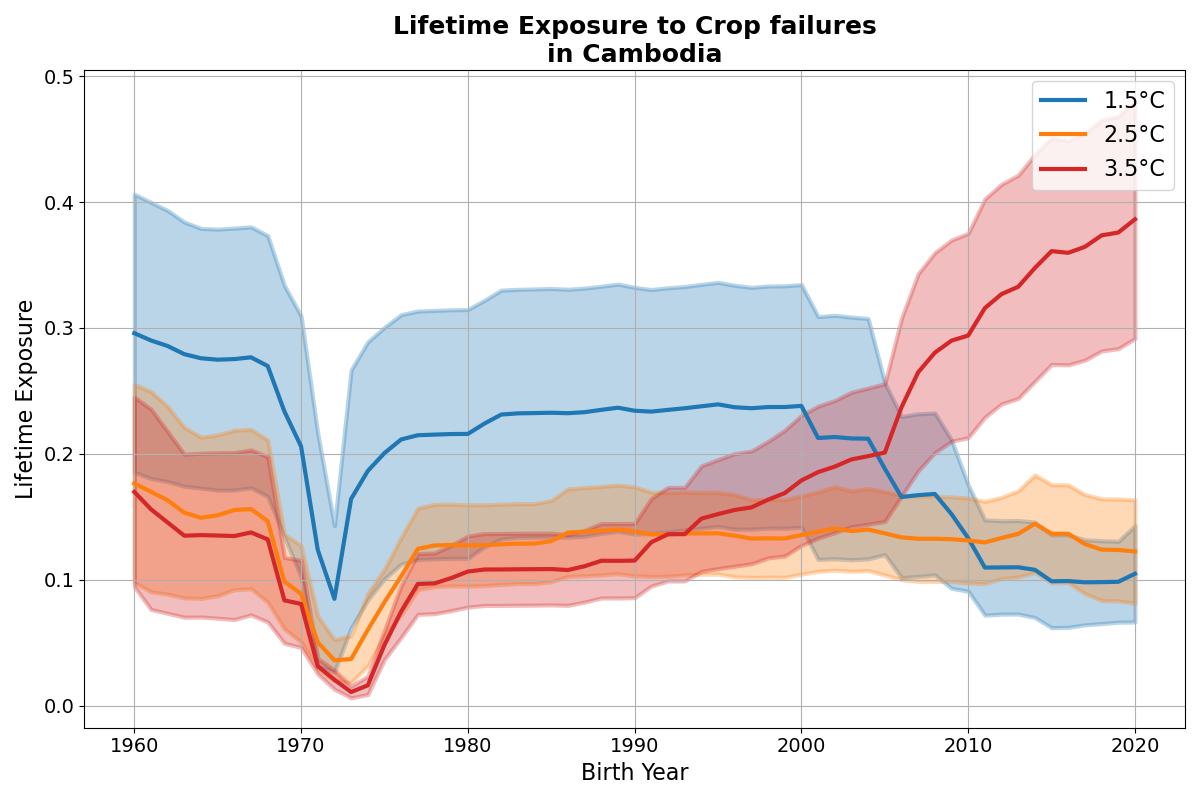 Lifetime Exposure to Crop failures
in Cambodia
0.5
0.4
0.3
0.2
0.1
0.0
Lifetime Exposure
1.5°C
2.5°C
3.5°C
1960 1970 1980 1990 2000 2010 2020
Birth Year